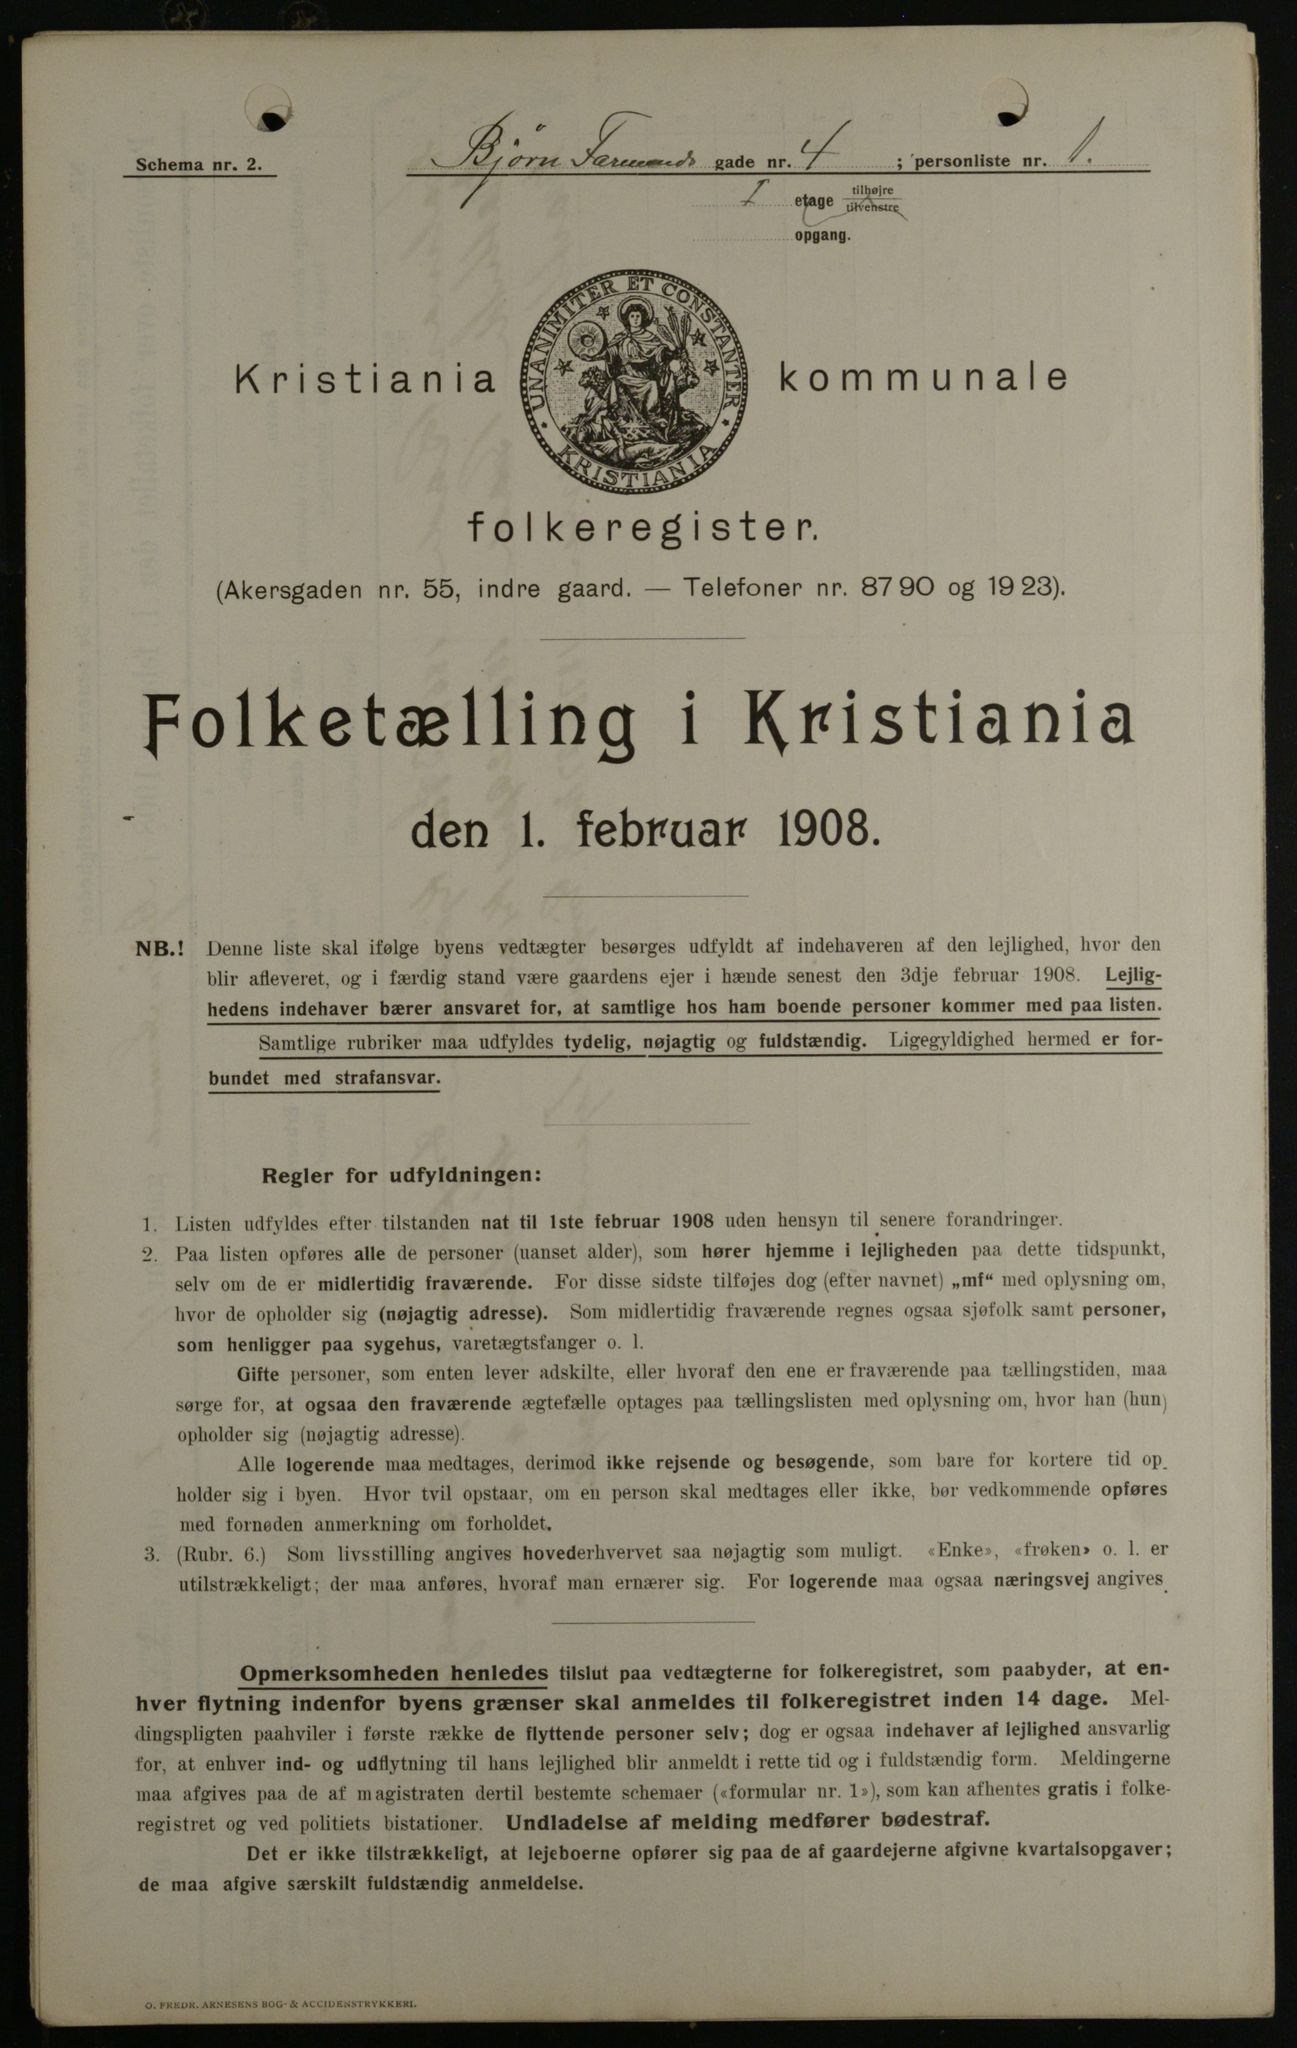 Schema nr. 2.
Bjørn Farmands gade nr. 4 ; personliste nr. 1.
I etage tilhøjre
tilvenstre
opgang.
UNANIMITER ET CONSTANTER
KRISTIANIA
Kristiania kommunale
folkeregister.
(Akersgaden nr. 55, indre gaard. — Telefoner nr. 87 90 og 19 23).
Folketælling i Kristiania
den 1. februar 1908.
NB.! Denne liste skal ifølge byens vedtægter besørges udfyldt af indehaveren af den lejlighed, hvor den
blir afleveret, og i færdig stand være gaardens ejer i hænde senest den 3dje februar 1908. Lejlig-
hedens indehaver bærer ansvaret for, at samtlige hos ham boende personer kommer med paa listen.
Samtlige rubriker maa udfyldes tydelig, nøjagtig og fuldstændig. Ligegyldighed hermed er for-
bundet med strafansvar.
Regler for udfyldningen:
1. Listen udfyldes efter tilstanden nat til 1ste februar 1908 uden hensyn til senere forandringer.
2. Paa listen opføres alle de personer (uanset alder), som hører hjemme i lejligheden paa dette tidspunkt,
selv om de er midlertidig fraværende. For disse sidste tilføjes dog (efter navnet) „mf“ med oplysning om,
hvor de opholder sig (nøjagtig adresse). Som midlertidig fraværende regnes ogsaa sjøfolk samt personer,
som henligger paa sygehus, varetægtsfanger o. l.
Gifte personer, som enten lever adskilte, eller hvoraf den ene er fraværende paa tællingstiden, maa
sørge for, at ogsaa den fraværende ægtefælle optages paa tællingslisten med oplysning om, hvor han (hun)
opholder sig (nøjagtig adresse).
Alle logerende maa medtages, derimod ikke rejsende og besøgende, som bare for kortere tid op-
holder sig i byen. Hvor tvil opstaar, om en person skal medtages eller ikke, bør vedkommende opføres
med fornøden anmerkning om forholdet.
3. (Rubr. 6.) Som livsstilling angives hovederhvervet saa nøjagtig som muligt. «Enke», «frøken» o. l. er
utilstrækkeligt; der maa anføres, hvoraf man ernærer sig. For logerende maa ogsaa næringsvej angives
Opmerksomheden henledes tilslut paa vedtægterne for folkeregistret, som paabyder, at en-
hver flytning indenfor byens grænser skal anmeldes til folkeregistret inden 14 dage. Mel-
dingspligten paahviler i første række de flyttende personer selv; dog er ogsaa indehaver af lejlighed ansvarlig
for, at enhver ind- og udflytning til hans lejlighed blir anmeldt i rette tid og i fuldstændig form. Meldingerne
maa afgives paa de af magistraten dertil bestemte schemaer («formular nr. 1»), som kan afhentes gratis i folke-
registret og ved politiets bistationer. Undladelse af melding medfører bødestraf.
Det er ikke tilstrækkeligt, at lejeboerne opfører sig paa de af gaardejerne afgivne kvartalsopgaver;
de maa afgive særskilt fuldstændig anmeldelse.
O. FREDR. ARNESENS BOG- & ACCIDENSTRYKKERI.